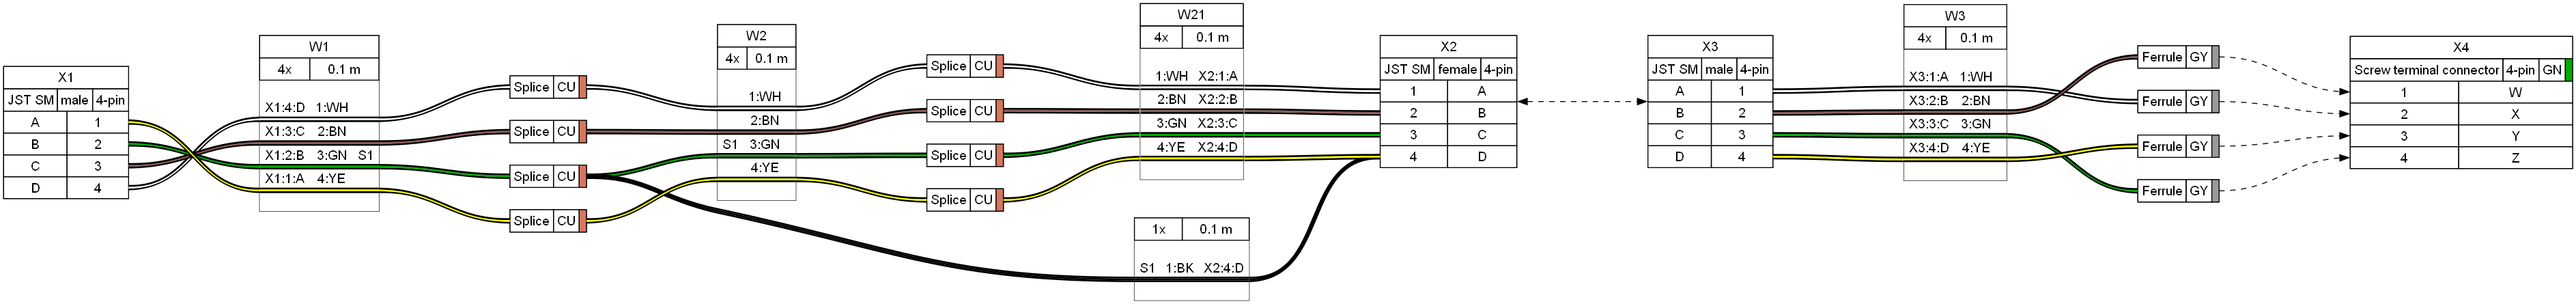 X1
JST SM male 4-pin
A 1
B 2
C 3
D 4
W1
4x 0.1 m
X1:4:D 1:WH
X1:3:C 2:BN
X1:2:B 3:GN S1
X1:1:A 4:YE
Splice CU
Splice CU
Splice CU
Splice CU
W2
4x 0.1 m
1:WH
2:BN
S1 3:GN
4:YE
Splice CU
Splice CU
Splice CU
Splice CU
W21
4x 0.1 m
1:WH X2:1:A
2:BN X2:2:B
3:GN X2:3:C
4:YE X2:4:D
1x 0.1 m
S1 1:BK X2:4:D
X2
JST SM female 4-pin
1 A
2 B
3 C
4 D
X3
JST SM male 4-pin
A 1
B 2
C 3
D 4
W3
4x 0.1 m
X3:1:A 1:WH
X3:2:B 2:BN
X3:3:C 3:GN
X3:4:D 4:YE
Ferrule GY
Ferrule GY
Ferrule GY
Ferrule GY
X4
Screw terminal connector 4-pin GN
1 W
2 X
3 Y
4 Z